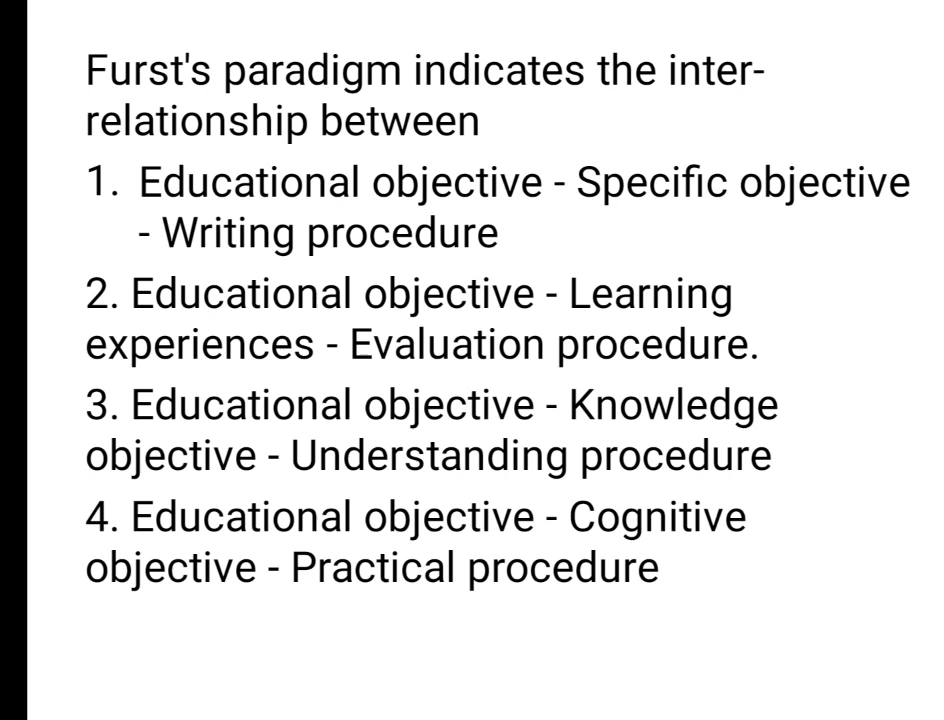 Furst's paradigm indicates the inter-
relationship between
1. Educational objective - Specific objective
- Writing procedure
2. Educational objective - Learning
experiences - Evaluation procedure.
3. Educational objective - Knowledge
objective - Understanding procedure
4. Educational objective - Cognitive
objective - Practical procedure